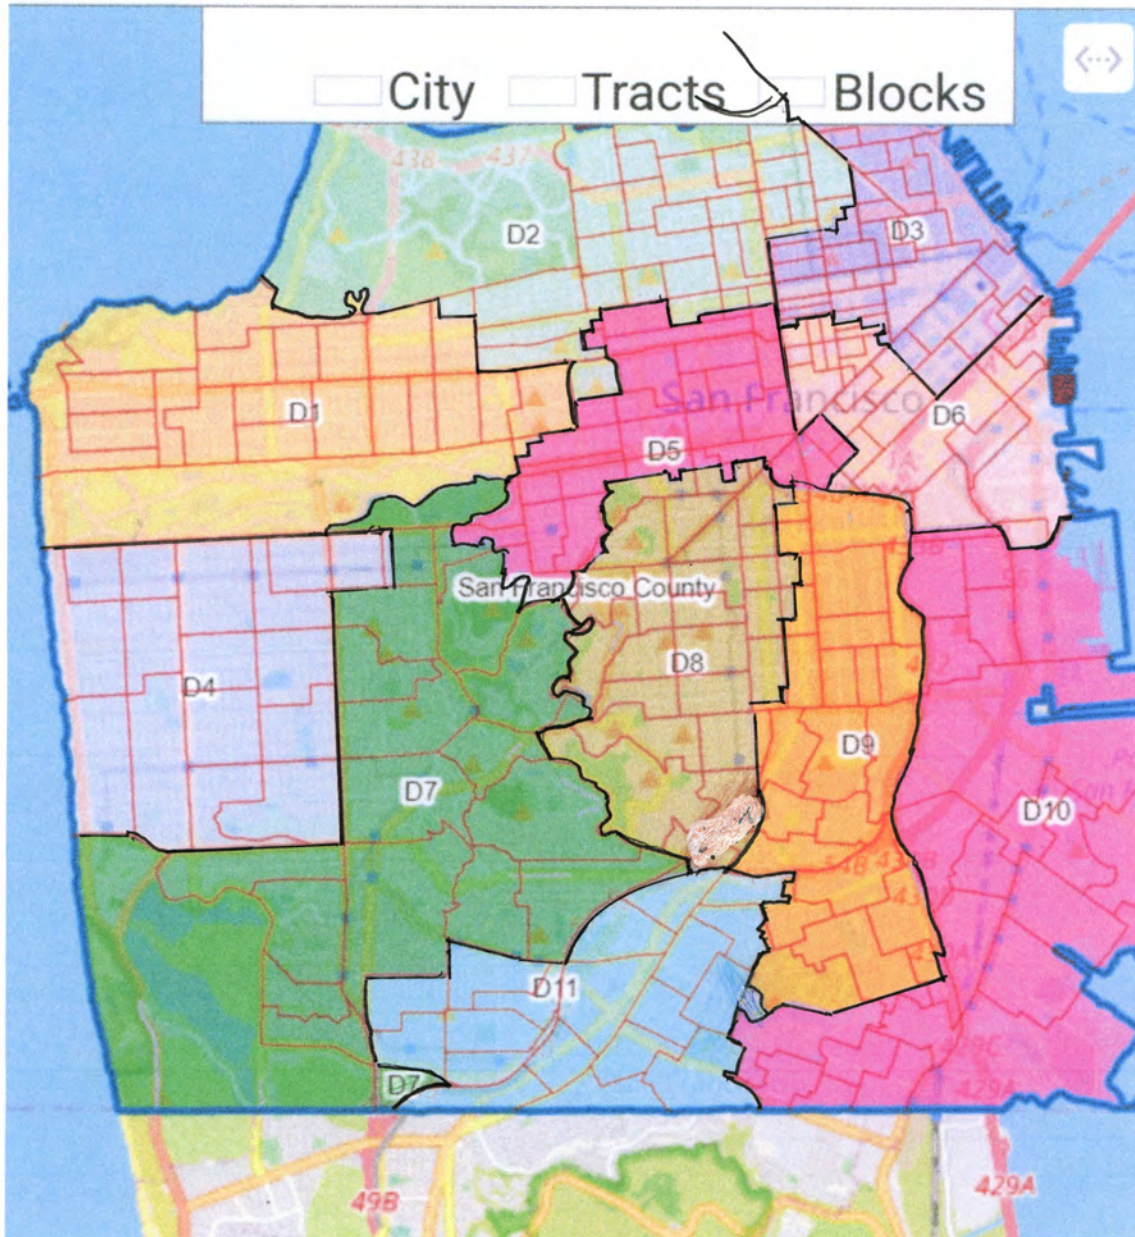 City Tracts Blocks
438 437
D2
D3
D1
San Francisco
D6
D5
San Francisco County
D8
D4
D9
D7
D10
D11
D7
429A
49B
429A